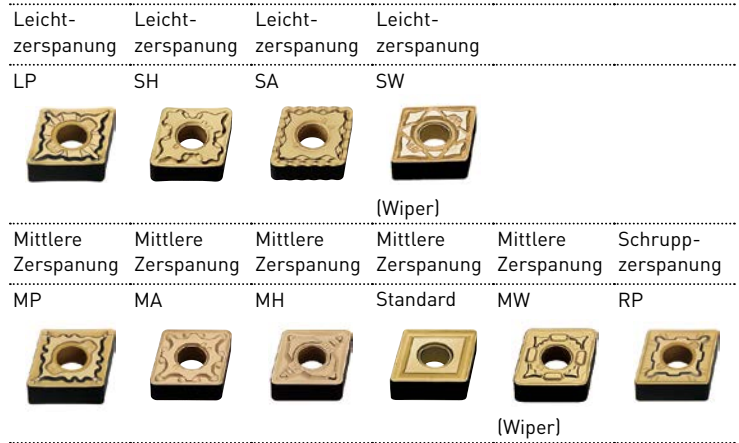 Leicht- Leicht- Leicht- Leicht-
zerspanung zerspanung zerspanung zerspanung
LP SH SA SW
(Wiper)
Mittlere Mittlere Mittlere Mittlere Mittlere Schrupp-
Zerspanung Zerspanung Zerspanung Zerspanung Zerspanung zerspanung
MP MA MH Standard MW RP
(Wiper)